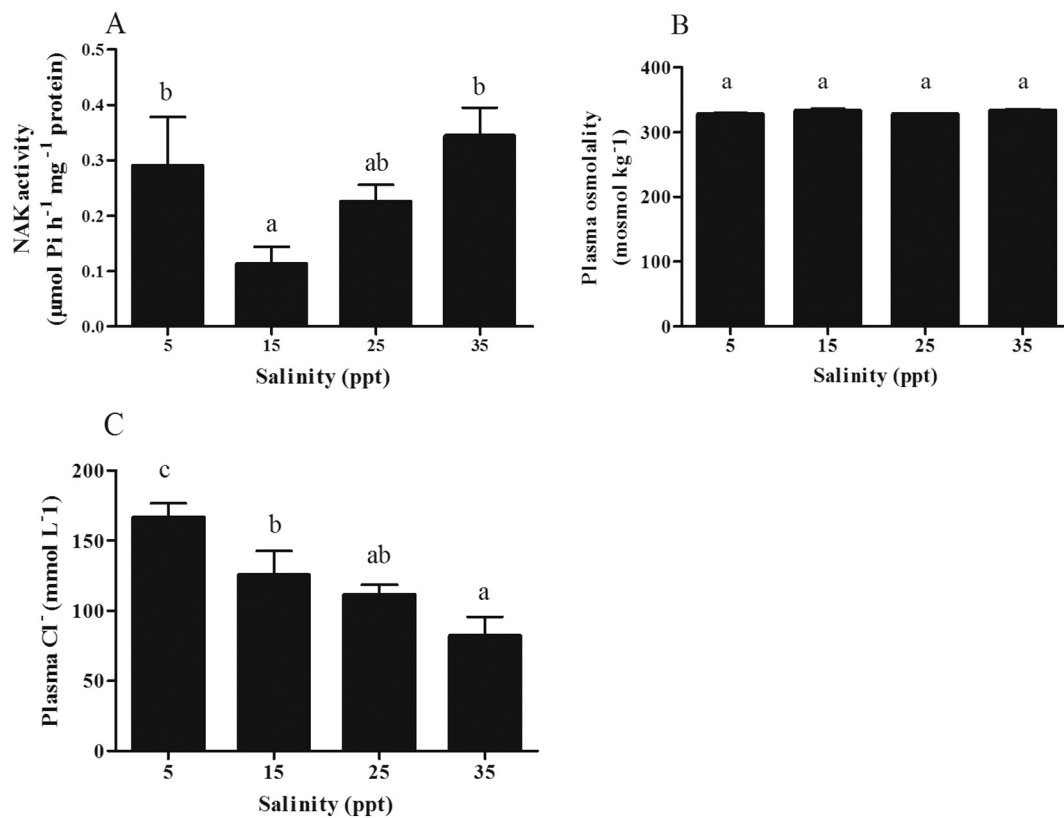 A
NAK activity
(µmol Pi h⁻¹ mg ⁻¹ protein)
0.5
0.4
0.3
0.2
0.1
0.0
b
a
ab
b
5 15 25 35
Salinity (ppt)
B
Plasma osmolality
(mosmol kg⁻¹)
400
300
200
100
0
a a a a
5 15 25 35
Salinity (ppt)
C
Plasma Cl⁻ (mmol L⁻1)
200
150
100
50
0
c
b
ab
a
5 15 25 35
Salinity (ppt)